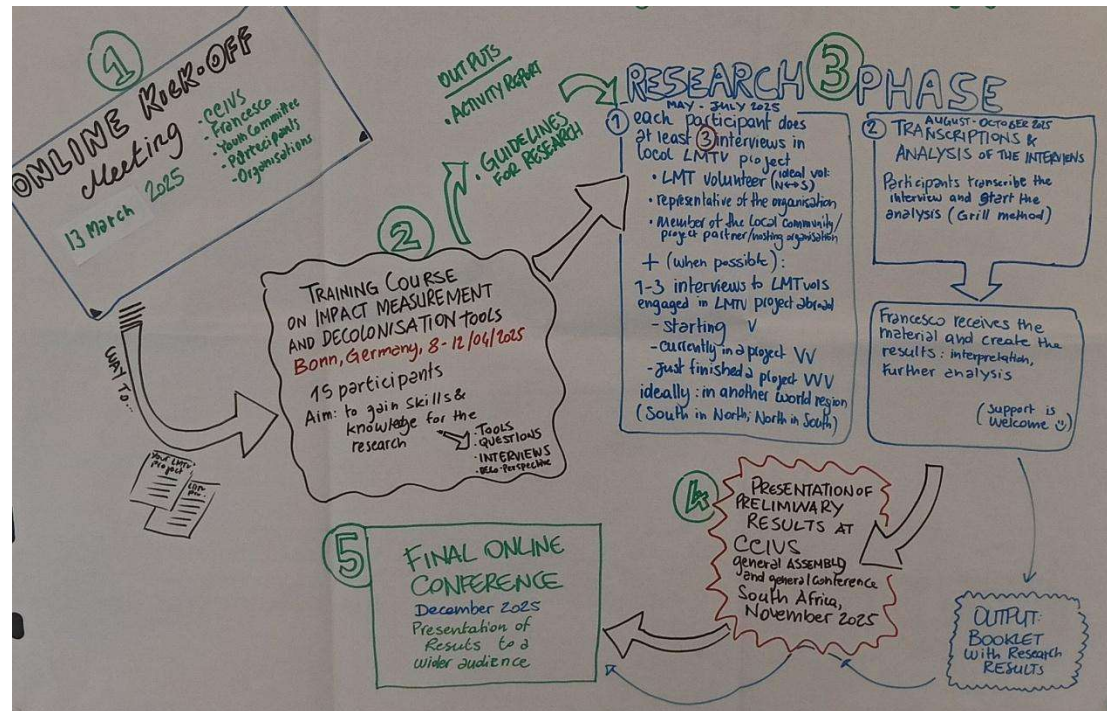 1
ONLINE KICK-OFF
Meeting
13 March 2025
- CCIVS
- Francesco
- Youth Committee
- Participants
- Organisations
WAY TO...
Your LMTV
project
2
TRAINING COURSE
ON IMPACT MEASUREMENT
AND DECOLONISATION TOOLS
Bonn, Germany, 8-12/04/2025
15 participants
Aim: to gain skills &
knowledge for the
research
• TOOLS
• QUESTIONS
• INTERVIEWS
• DECO-Perspective
OUTPUTS
• ACTIVITY REPORT
• GUIDELINES
FOR RESEARCH
RESEARCH 3 PHASE
MAY - JULY 2025
1 each participant does
at least 3 interviews in
local LMTV project
• LMT volunteer (ideal vol:
N↔S)
• representative of the organisation
• Member of the local community/
project partner/hosting organisation
+ (when possible):
1-3 interviews to LMTvols
engaged in LMTV project abroad
- starting V
- currently in a project VV
- Just finished a project VVV
ideally: in another world region
(South in North; North in South)
AUGUST - OCTOBER 2025
2 TRANSCRIPTIONS &
ANALYSIS OF THE INTERVIEWS
Participants transcribe the
interview and start the
analysis (Grill method)
Francesco receives the
material and create the
results: interpretation,
further analysis
(support is
welcome ☺)
4
PRESENTATION OF
PRELIMINARY
RESULTS AT
CCIVS
general ASSEMBLY
and general conference
South Africa,
November 2025
OUTPUT:
BOOKLET
with Research
RESULTS
5
FINAL ONLINE
CONFERENCE
December 2025
Presentation of
Results to a
wider audience